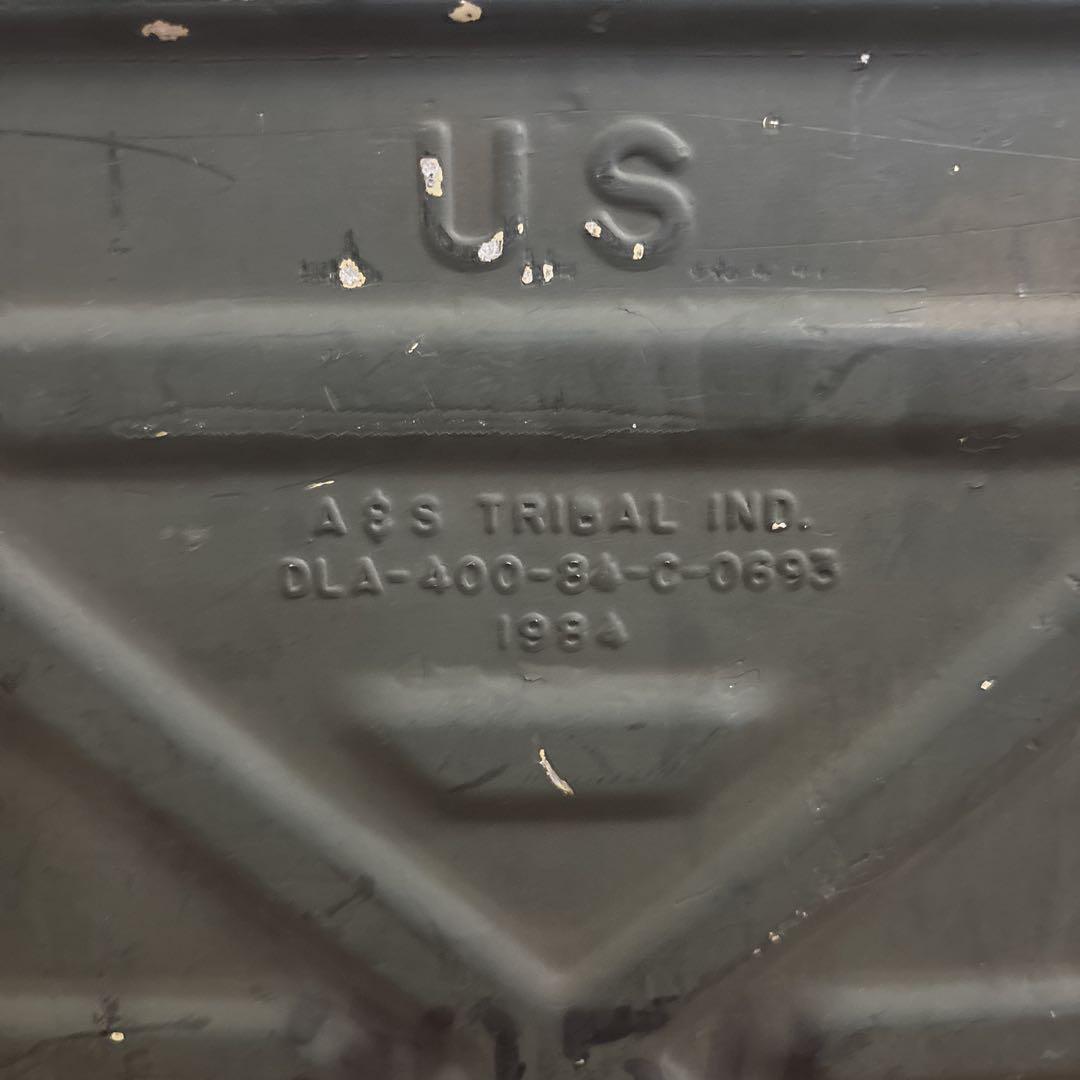 US
A & S TRIBAL IND.
DLA-400-84-C-0693
1984